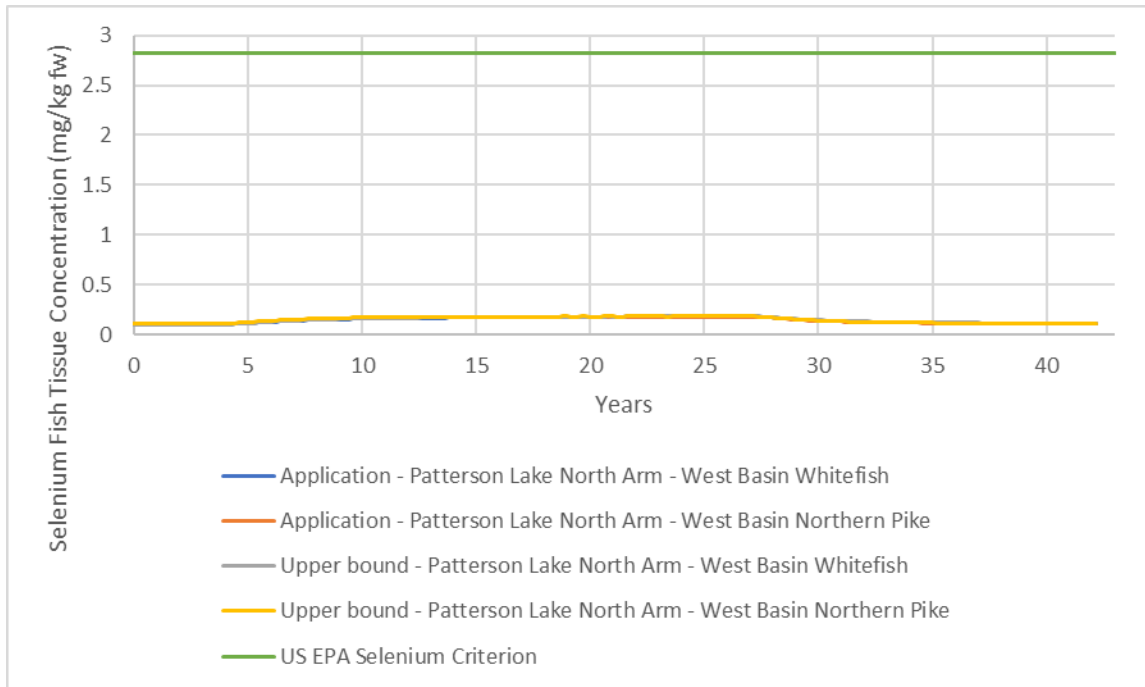 Selenium Fish Tissue Concentration (mg/kg fw)
3
2.5
2
1.5
1
0.5
0
0 5 10 15 20 25 30 35 40
Years
Application - Patterson Lake North Arm - West Basin Whitefish
Application - Patterson Lake North Arm - West Basin Northern Pike
Upper bound - Patterson Lake North Arm - West Basin Whitefish
Upper bound - Patterson Lake North Arm - West Basin Northern Pike
US EPA Selenium Criterion